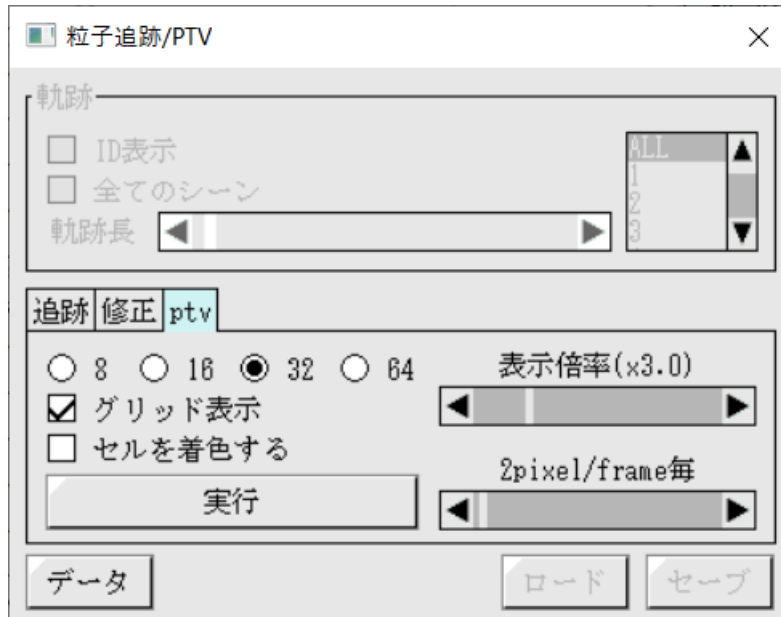 粒子追跡/PTV
軌跡
ID表示
全てのシーン
軌跡長
ALL
1
2
3
追跡 修正 ptv
8 16 32 64
表示倍率(x3.0)
グリッド表示
セルを着色する
2pixel/frame毎
実行
データ
ロード
セーブ